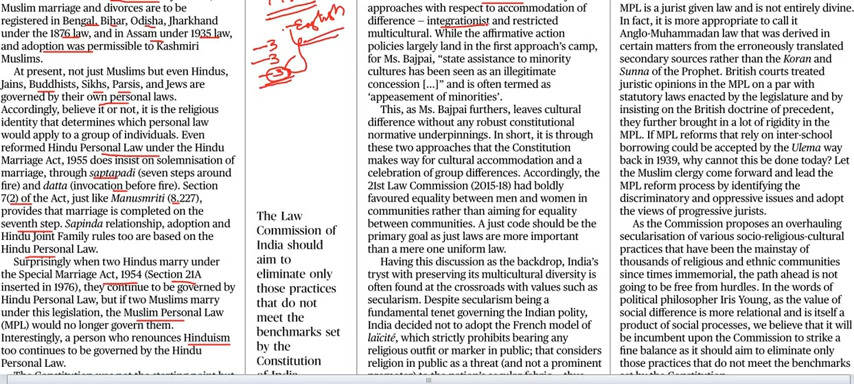 Muslim marriage and divorces are to be
registered in Bengal, Bihar, Odisha, Jharkhand
under the 1876 law, and in Assam under 1935 law,
and adoption was permissible to Kashmiri
Muslims.
At present, not just Muslims but even Hindus,
Jains, Buddhists, Sikhs, Parsis, and Jews are
governed by their own personal laws.
Accordingly, believe it or not, it is the religious
identity that determines which personal law
would apply to a group of individuals. Even
reformed Hindu Personal Law under the Hindu
Marriage Act, 1955 does insist on solemnisation of
marriage, through saptapadi (seven steps around
fire) and datta (invocation before fire). Section
7(2) of the Act, just like Manusmriti (8,227),
provides that marriage is completed on the
seventh step. Sapinda relationship, adoption and
Hindu Joint Family rules too are based on the
Hindu Personal Law.
Surprisingly when two Hindus marry under
the Special Marriage Act, 1954 (Section 21A
inserted in 1976), they continue to be governed by
Hindu Personal Law, but if two Muslims marry
under this legislation, the Muslim Personal Law
(MPL) would no longer govern them.
Interestingly, a person who renounces Hinduism
too continues to be governed by the Hindu
Personal Law.
English
-3
-3
-3
The Law
Commission of
India should
aim to
eliminate only
those practices
that do not
meet the
benchmarks set
by the
Constitution
of India
approaches with respect to accommodation of
difference – integrationist and restricted
multicultural. While the affirmative action
policies largely land in the first approach's camp,
for Ms. Bajpai, “state assistance to minority
cultures has been seen as an illegitimate
concession [...]” and is often termed as
‘appeasement of minorities’.
This, as Ms. Bajpai furthers, leaves cultural
difference without any robust constitutional
normative underpinnings. In short, it is through
these two approaches that the Constitution
makes way for cultural accommodation and a
celebration of group differences. Accordingly, the
21st Law Commission (2015-18) had boldly
favoured equality between men and women in
communities rather than aiming for equality
between communities. A just code should be the
primary goal as just laws are more important
than a mere one uniform law.
Having this discussion as the backdrop, India's
tryst with preserving its multicultural diversity is
often found at the crossroads with values such as
secularism. Despite secularism being a
fundamental tenet governing the Indian polity,
India decided not to adopt the French model of
laïcité, which strictly prohibits bearing any
religious outfit or marker in public; that considers
religion in public as a threat (and not a prominent
MPL is a jurist given law and is not entirely divine.
In fact, it is more appropriate to call it
Anglo-Muhammadan law that was derived in
certain matters from the erroneously translated
secondary sources rather than the Koran and
Sunna of the Prophet. British courts treated
juristic opinions in the MPL on a par with
statutory laws enacted by the legislature and by
insisting on the British doctrine of precedent,
they further brought in a lot of rigidity in the
MPL. If MPL reforms that rely on inter-school
borrowing could be accepted by the Ulema way
back in 1939, why cannot this be done today? Let
the Muslim clergy come forward and lead the
MPL reform process by identifying the
discriminatory and oppressive issues and adopt
the views of progressive jurists.
As the Commission proposes an overhauling
secularisation of various socio-religious-cultural
practices that have been the mainstay of
thousands of religious and ethnic communities
since times immemorial, the path ahead is not
going to be free from hurdles. In the words of
political philosopher Iris Young, as the value of
social difference is more relational and is itself a
product of social processes, we believe that it will
be incumbent upon the Commission to strike a
fine balance as it should aim to eliminate only
those practices that do not meet the benchmarks